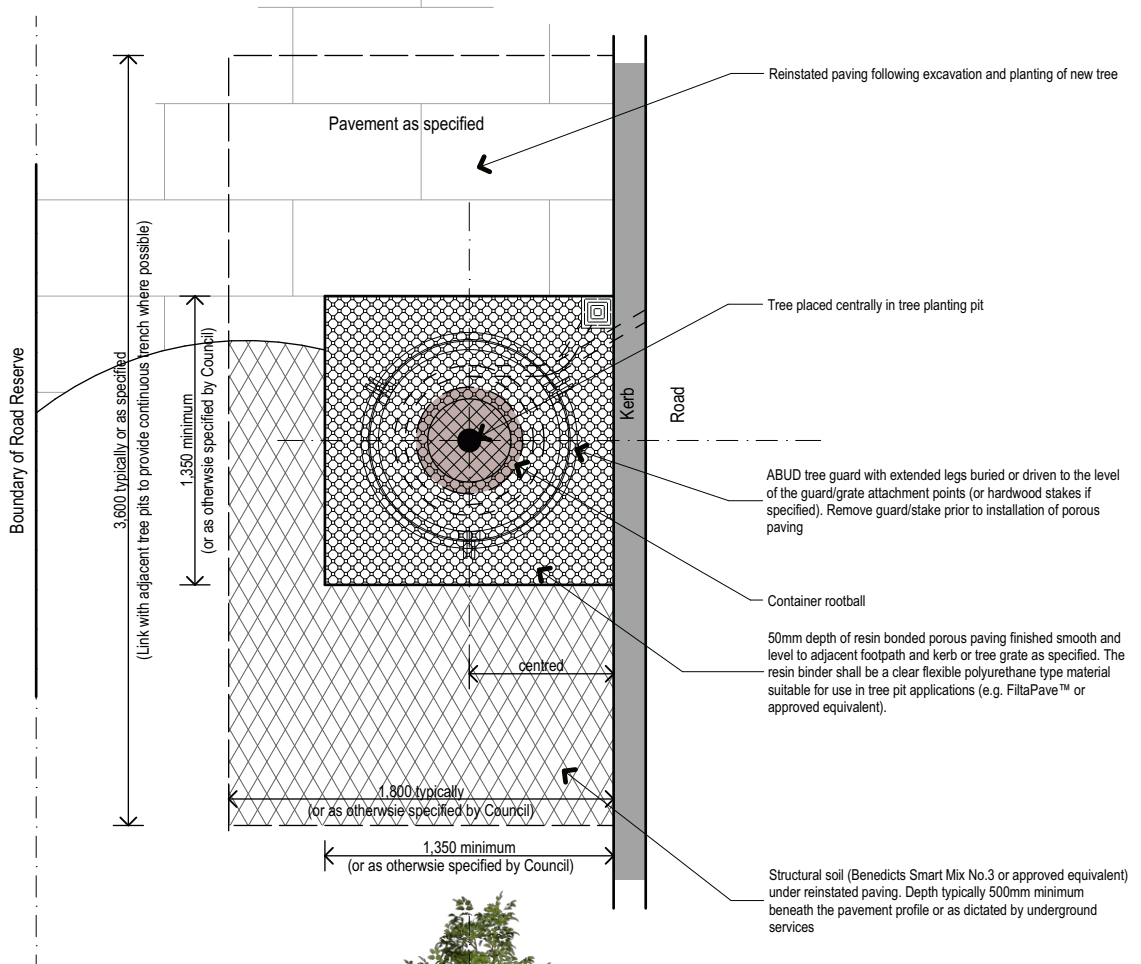 Reinstated paving following excavation and planting of new tree
Pavement as specified
Boundary of Road Reserve
3,600 typically or as specified
(Link with adjacent tree pits to provide continuous trench where possible)
1,350 minimum
(or as otherwsie specified by Council)
Tree placed centrally in tree planting pit
Kerb
Road
ABUD tree guard with extended legs buried or driven to the level
of the guard/grate attachment points (or hardwood stakes if
specified). Remove guard/stake prior to installation of porous
paving
Container rootball
50mm depth of resin bonded porous paving finished smooth and
level to adjacent footpath and kerb or tree grate as specified. The
resin binder shall be a clear flexible polyurethane type material
suitable for use in tree pit applications (e.g. FiltaPave™ or
approved equivalent).
centred
1,800 typically
(or as otherwsie specified by Council)
1,350 minimum
(or as otherwsie specified by Council)
Structural soil (Benedicts Smart Mix No.3 or approved equivalent)
under reinstated paving. Depth typically 500mm minimum
beneath the pavement profile or as dictated by underground
services